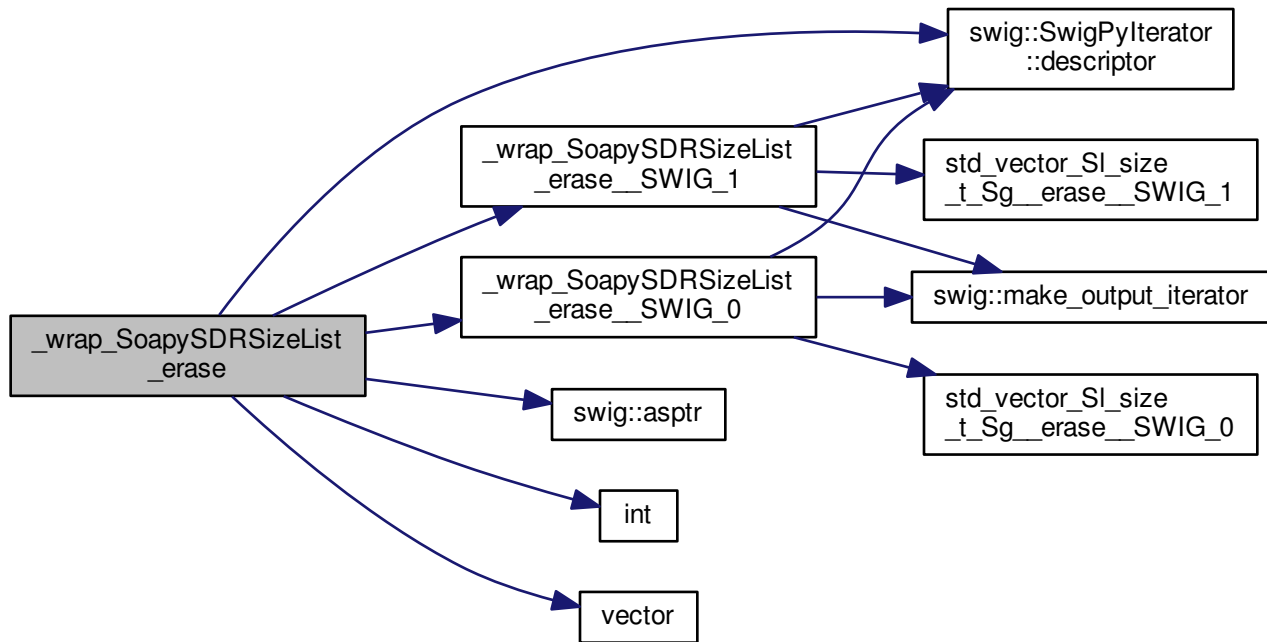 swig::SwigPyIterator
::descriptor
_wrap_SoapySDRSizeList
_erase__SWIG_1
std_vector_Sl_size
_t_Sg__erase__SWIG_1
_wrap_SoapySDRSizeList
_erase__SWIG_0
swig::make_output_iterator
_wrap_SoapySDRSizeList
_erase
std_vector_Sl_size
_t_Sg__erase__SWIG_0
swig::asptr
int
vector